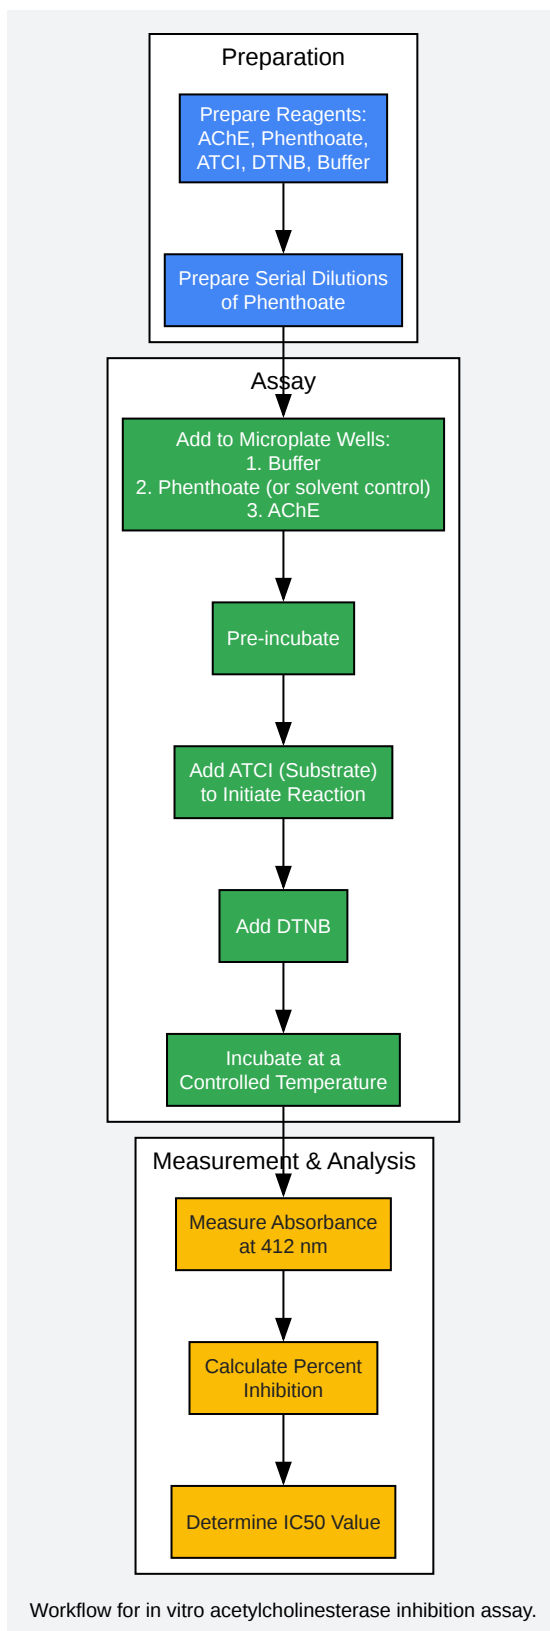 Preparation
Prepare Reagents:
AChE, Phenthoate,
ATCI, DTNB, Buffer
Prepare Serial Dilutions
of Phenthoate
Assay
Add to Microplate Wells:
1. Buffer
2. Phenthoate (or solvent control)
3. AChE
Pre-incubate
Add ATCI (Substrate)
to Initiate Reaction
Add DTNB
Incubate at a
Controlled Temperature
Measurement & Analysis
Measure Absorbance
at 412 nm
Calculate Percent
Inhibition
Determine IC50 Value
Workflow for in vitro acetylcholinesterase inhibition assay.